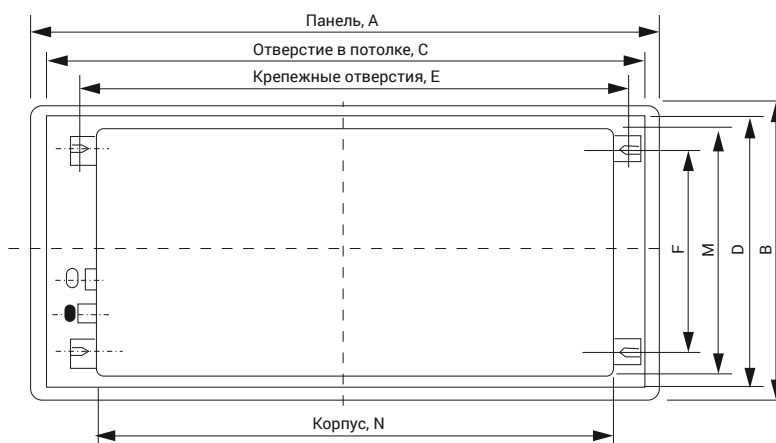 Панель, A
Отверстие в потолке, C
Крепежные отверстия, E
F
M
D
B
Корпус, N